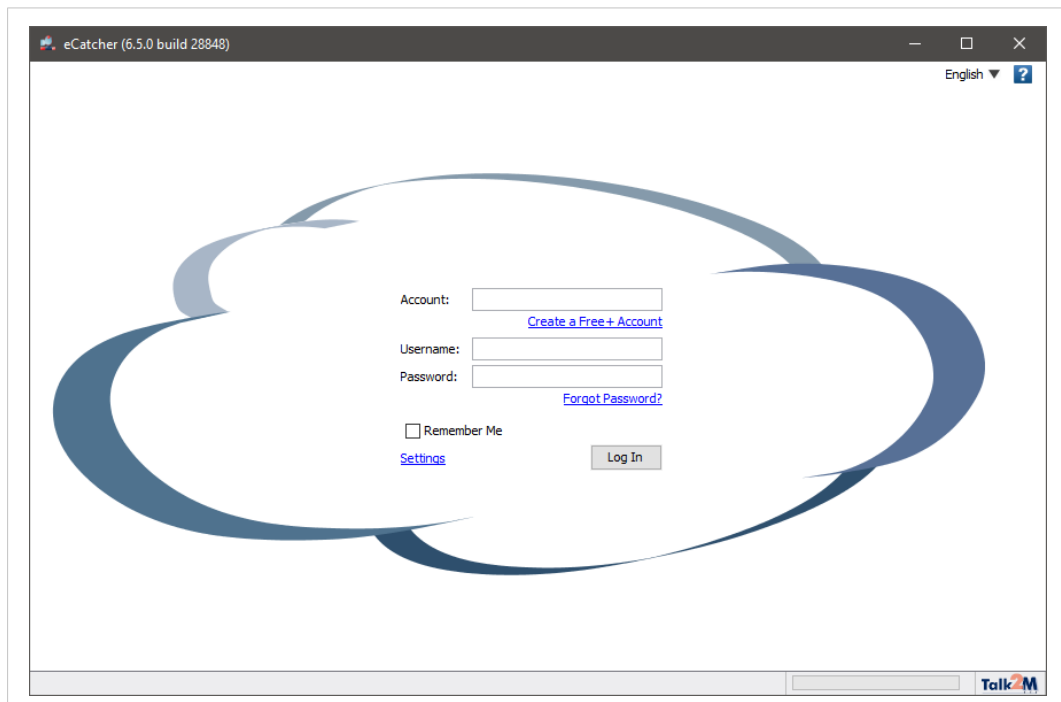 eCatcher (6.5.0 build 28848)
English
?
Account:
Create a Free+ Account
Username:
Password:
Forgot Password?
Remember Me
Settings
Log In
Talk2M